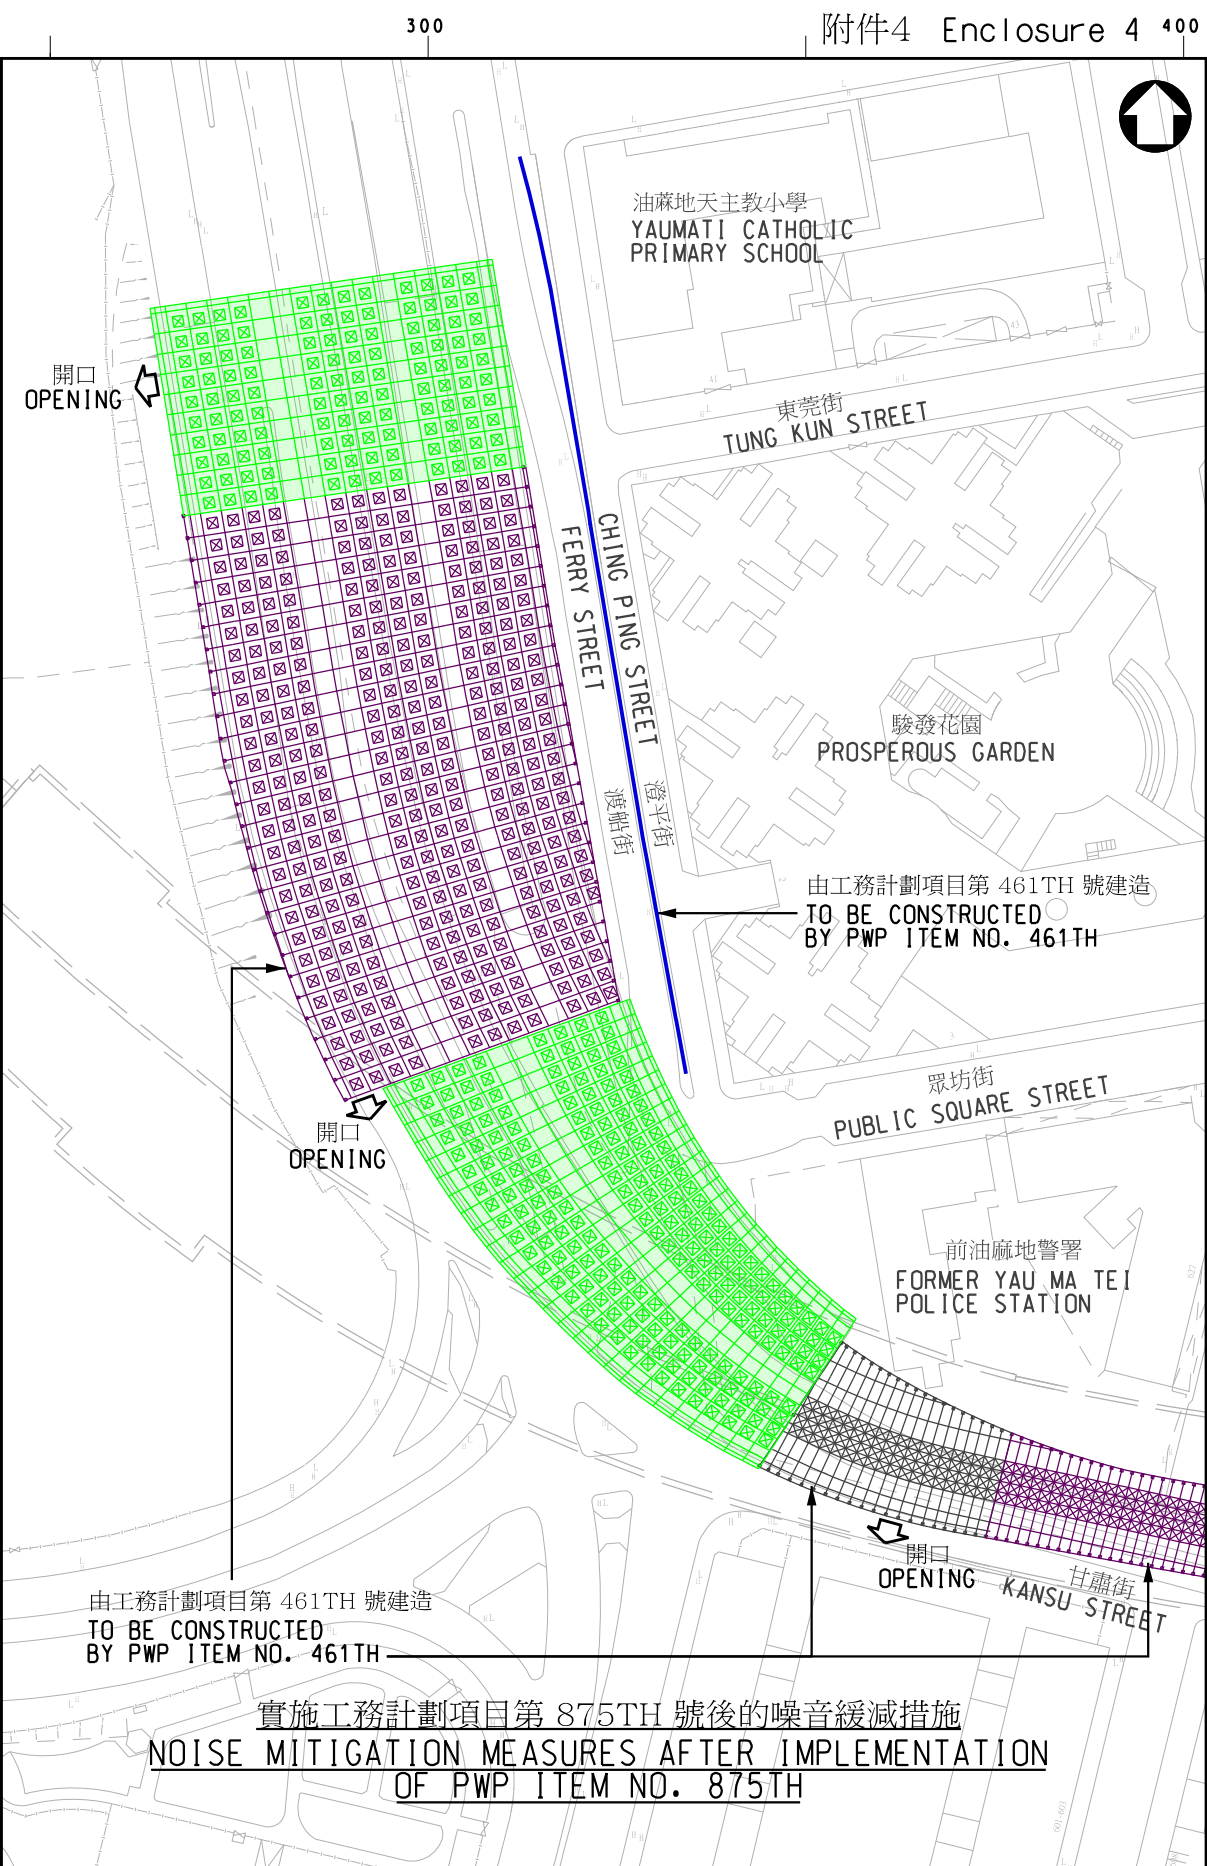 300
附件4 Enclosure 4
400
油蔴地天主教小學
YAUMATI CATHOLIC
PRIMARY SCHOOL
43
開口
OPENING
41
東莞街
TUNG KUN STREET
CHING PING STREET
FERRY STREET
駿發花園
PROSPEROUS GARDEN
渡船街
澄平街
由工務計劃項目第 461TH 號建造
TO BE CONSTRUCTED
BY PWP ITEM NO. 461TH
眾坊街
PUBLIC SQUARE STREET
開口
OPENING
前油麻地警署
FORMER YAU MA TEI
POLICE STATION
627
開口
OPENING
甘肅街
KANSU STREET
由工務計劃項目第 461TH 號建造
TO BE CONSTRUCTED
BY PWP ITEM NO. 461TH
實施工務計劃項目第 875TH 號後的噪音緩減措施
NOISE MITIGATION MEASURES AFTER IMPLEMENTATION
OF PWP ITEM NO. 875TH
601-603